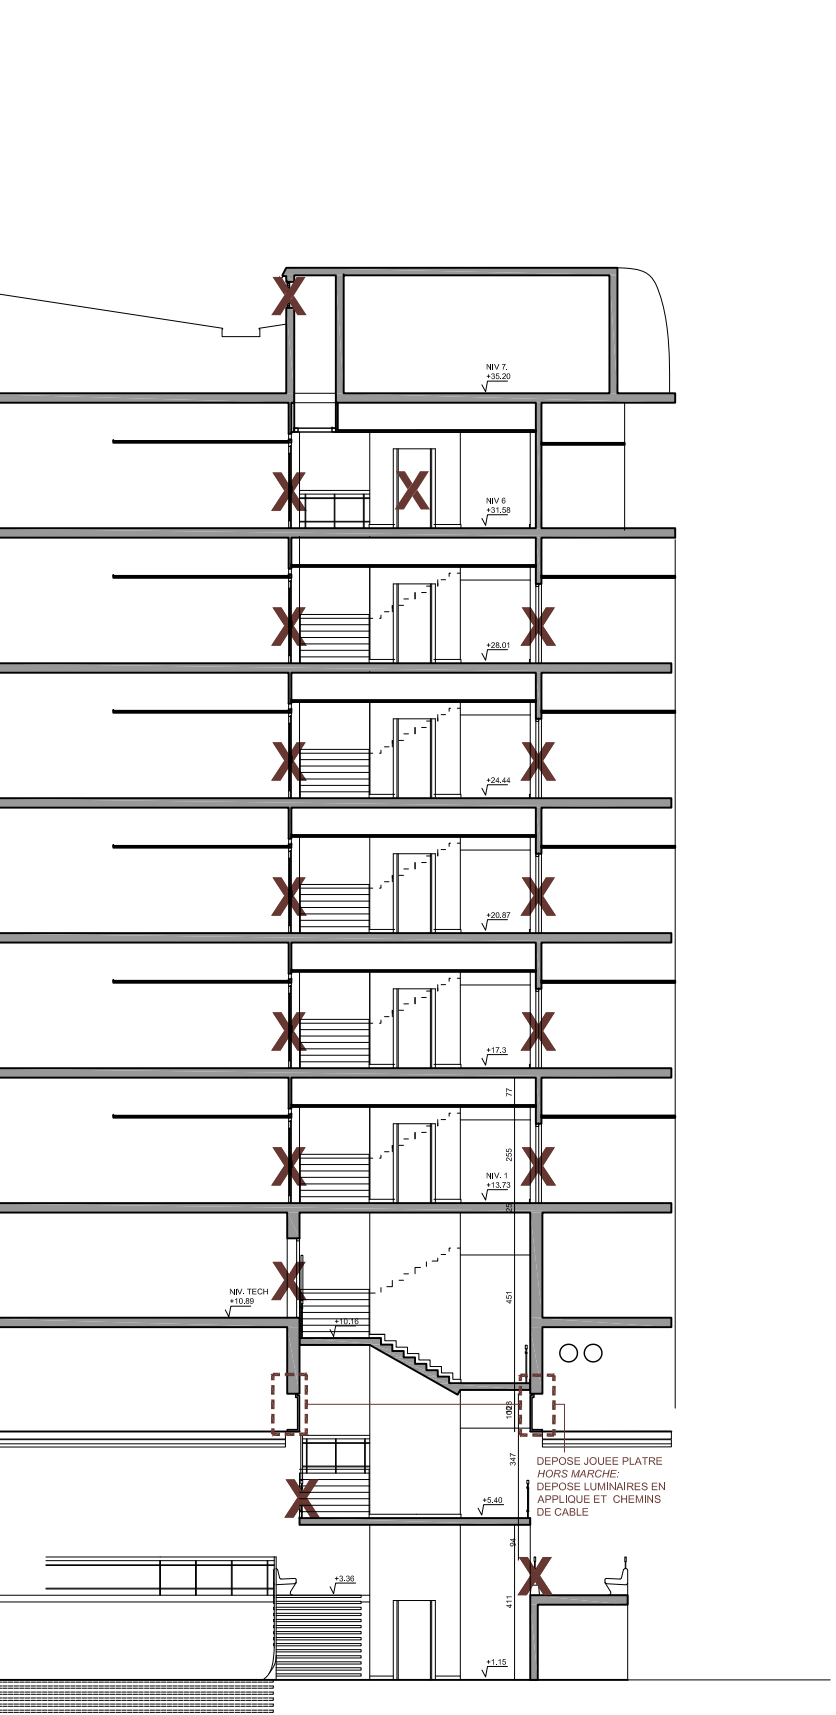 X
NIV 7.
+35.20
X
X
NIV 6
+31.58
X
X
+28.01
X
X
+24.44
X
X
+20.87
X
X
+17.3
77
X
X
255
NIV. 1
+13.73
25
X
NIV. TECH
+10.89
451
+10.16
DEPOSE JOUEE PLATRE
HORS MARCHE:
DEPOSE LUMINAIRES EN
APPLIQUE ET CHEMINS
DE CABLE
347
X
+5.40
94
X
+3.36
411
+1.15